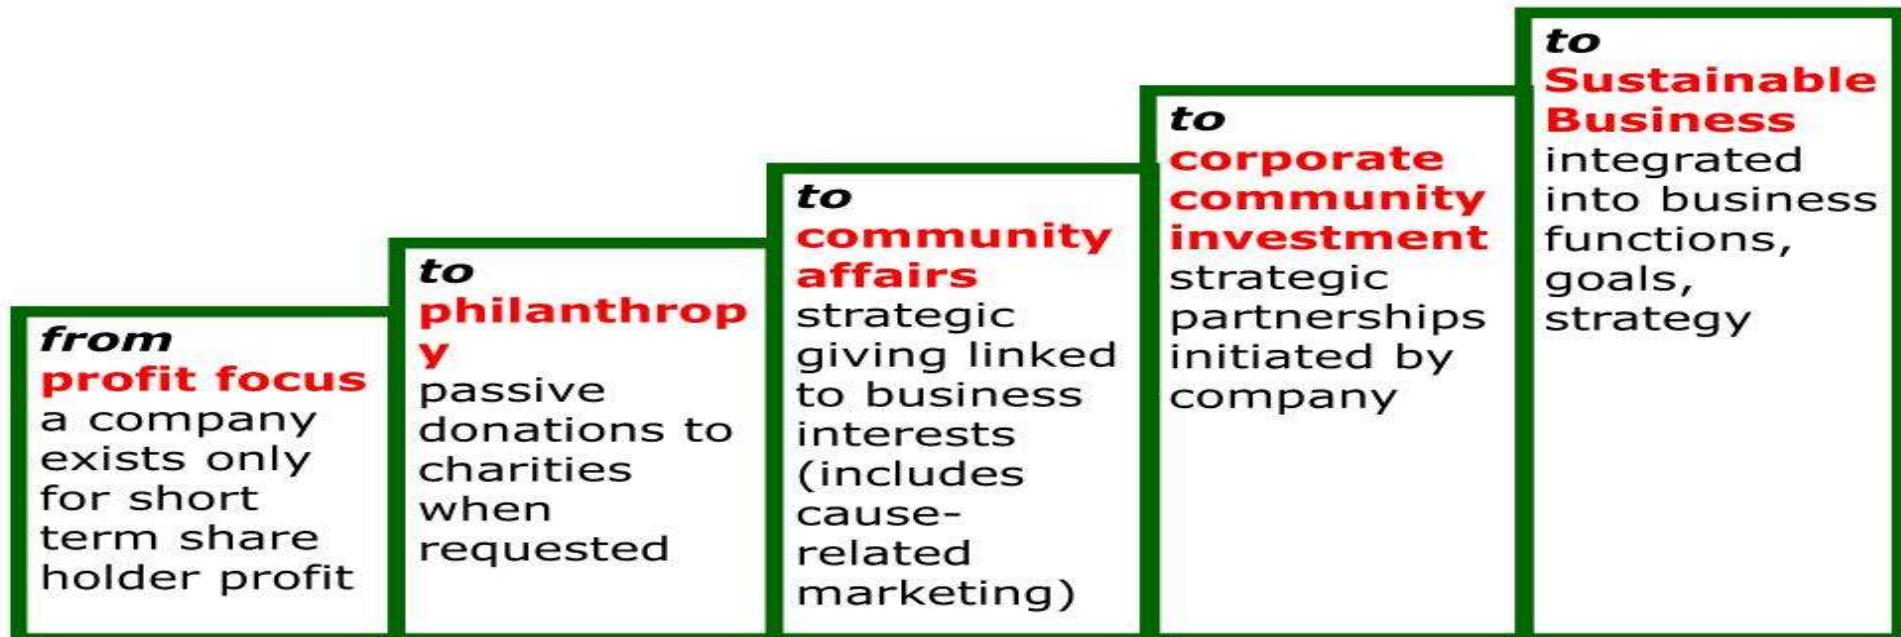 from
profit focus
a company
exists only
for short
term share
holder profit
to
philanthrop
y
passive
donations to
charities
when
requested
to
community
affairs
strategic
giving linked
to business
interests
(includes
cause-
related
marketing)
to
corporate
community
investment
strategic
partnerships
initiated by
company
to
Sustainable
Business
integrated
into business
functions,
goals,
strategy